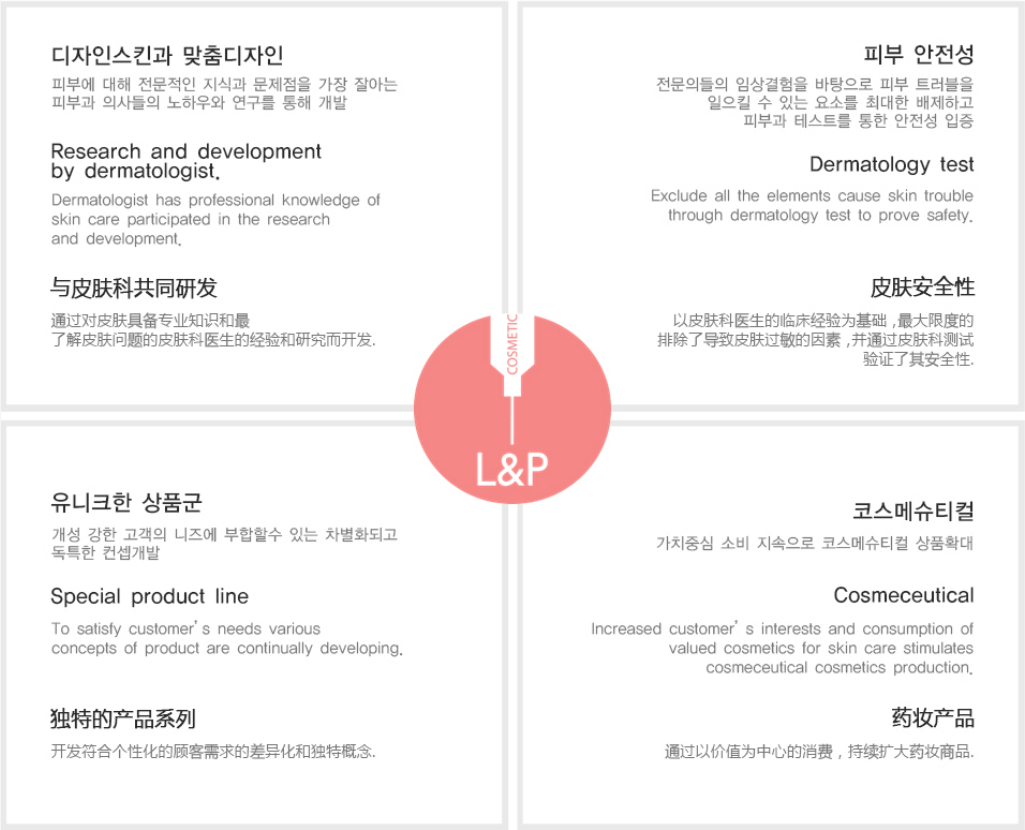 디자인스킨과 맞춤디자인
피부에 대해 전문적인 지식과 문제점을 가장 잘아는
피부과 의사들의 노하우와 연구를 통해 개발
Research and development
by dermatologist.
Dermatologist has professional knowledge of
skin care participated in the research
and development.
与皮肤科共同研发
通过对皮肤具备专业知识和最
了解皮肤问题的皮肤科医生的经验和研究而开发.
피부 안전성
전문의들의 임상결험을 바탕으로 피부 트러블을
일으킬 수 있는 요소를 최대한 배제하고
피부과 테스트를 통한 안전성 입증
Dermatology test
Exclude all the elements cause skin trouble
through dermatology test to prove safety.
皮肤安全性
以皮肤科医生的临床经验为基础 ,最大限度的
排除了导致皮肤过敏的因素 ,并通过皮肤科测试
验证了其安全性.
COSMETIC
L&P
유니크한 상품군
개성 강한 고객의 니즈에 부합할수 있는 차별화되고
독특한 컨셉개발
Special product line
To satisfy customer's needs various
concepts of product are continually developing.
独特的产品系列
开发符合个性化的顾客需求的差异化和独特概念.
코스메슈티컬
가치중심 소비 지속으로 코스메슈티컬 상품확대
Cosmeceutical
Increased customer's interests and consumption of
valued cosmetics for skin care stimulates
cosmeceutical cosmetics production.
药妆产品
通过以价值为中心的消费 , 持续扩大药妆商品.